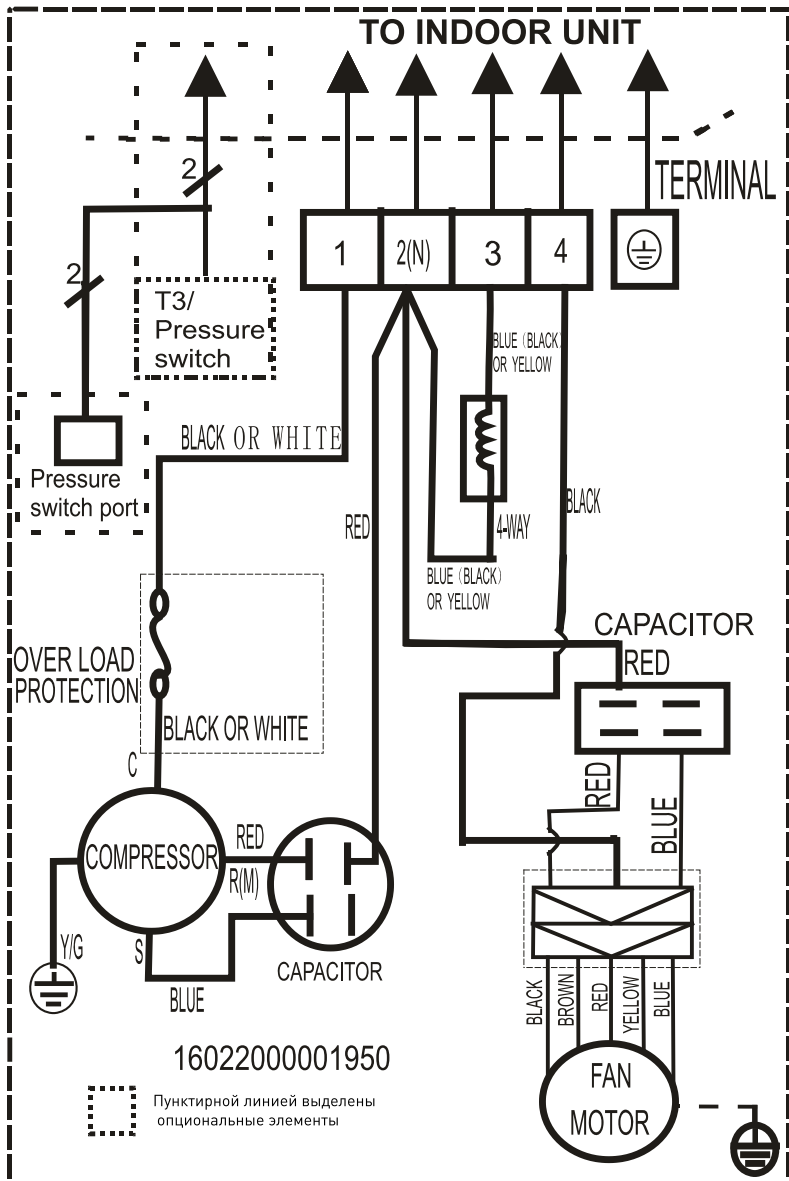 TO INDOOR UNIT
2
TERMINAL
1
2(N)
3
4
2
T3/
Pressure
switch
BLUE (BLACK)
OR YELLOW
BLACK OR WHITE
Pressure
switch port
RED
4-WAY
BLACK
BLUE (BLACK)
OR YELLOW
CAPACITOR
RED
OVER LOAD
PROTECTION
BLACK OR WHITE
C
RED
BLUE
COMPRESSOR
RED
R(M)
Y/G
S
CAPACITOR
BLUE
BLACK
BROWN
RED
YELLOW
BLUE
16022000001950
FAN
MOTOR
Пунктирной линией выделены
опциональные элементы